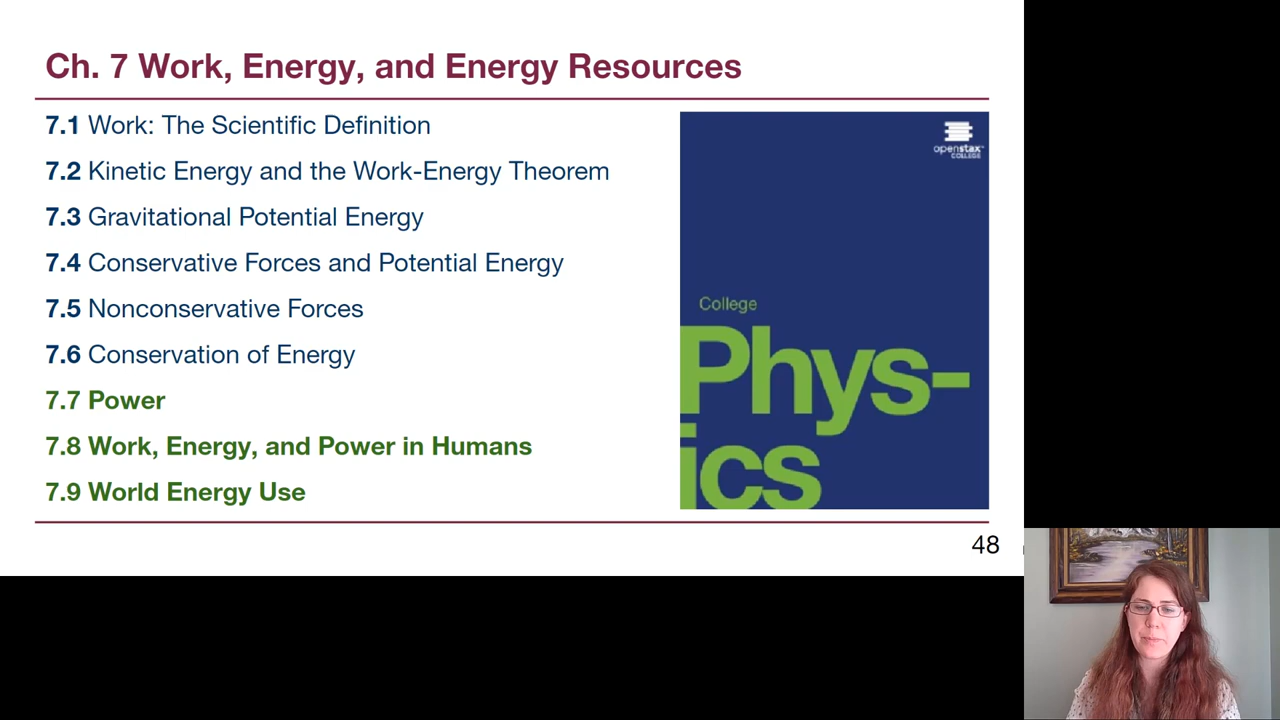 Ch. 7 Work, Energy, and Energy Resources
7.1 Work: The Scientific Definition
7.2 Kinetic Energy and the Work-Energy Theorem
7.3 Gravitational Potential Energy
7.4 Conservative Forces and Potential Energy
7.5 Nonconservative Forces
7.6 Conservation of Energy
7.7 Power
7.8 Work, Energy, and Power in Humans
7.9 World Energy Use
openstax™
COLLEGE
College
Phys-
ics
48